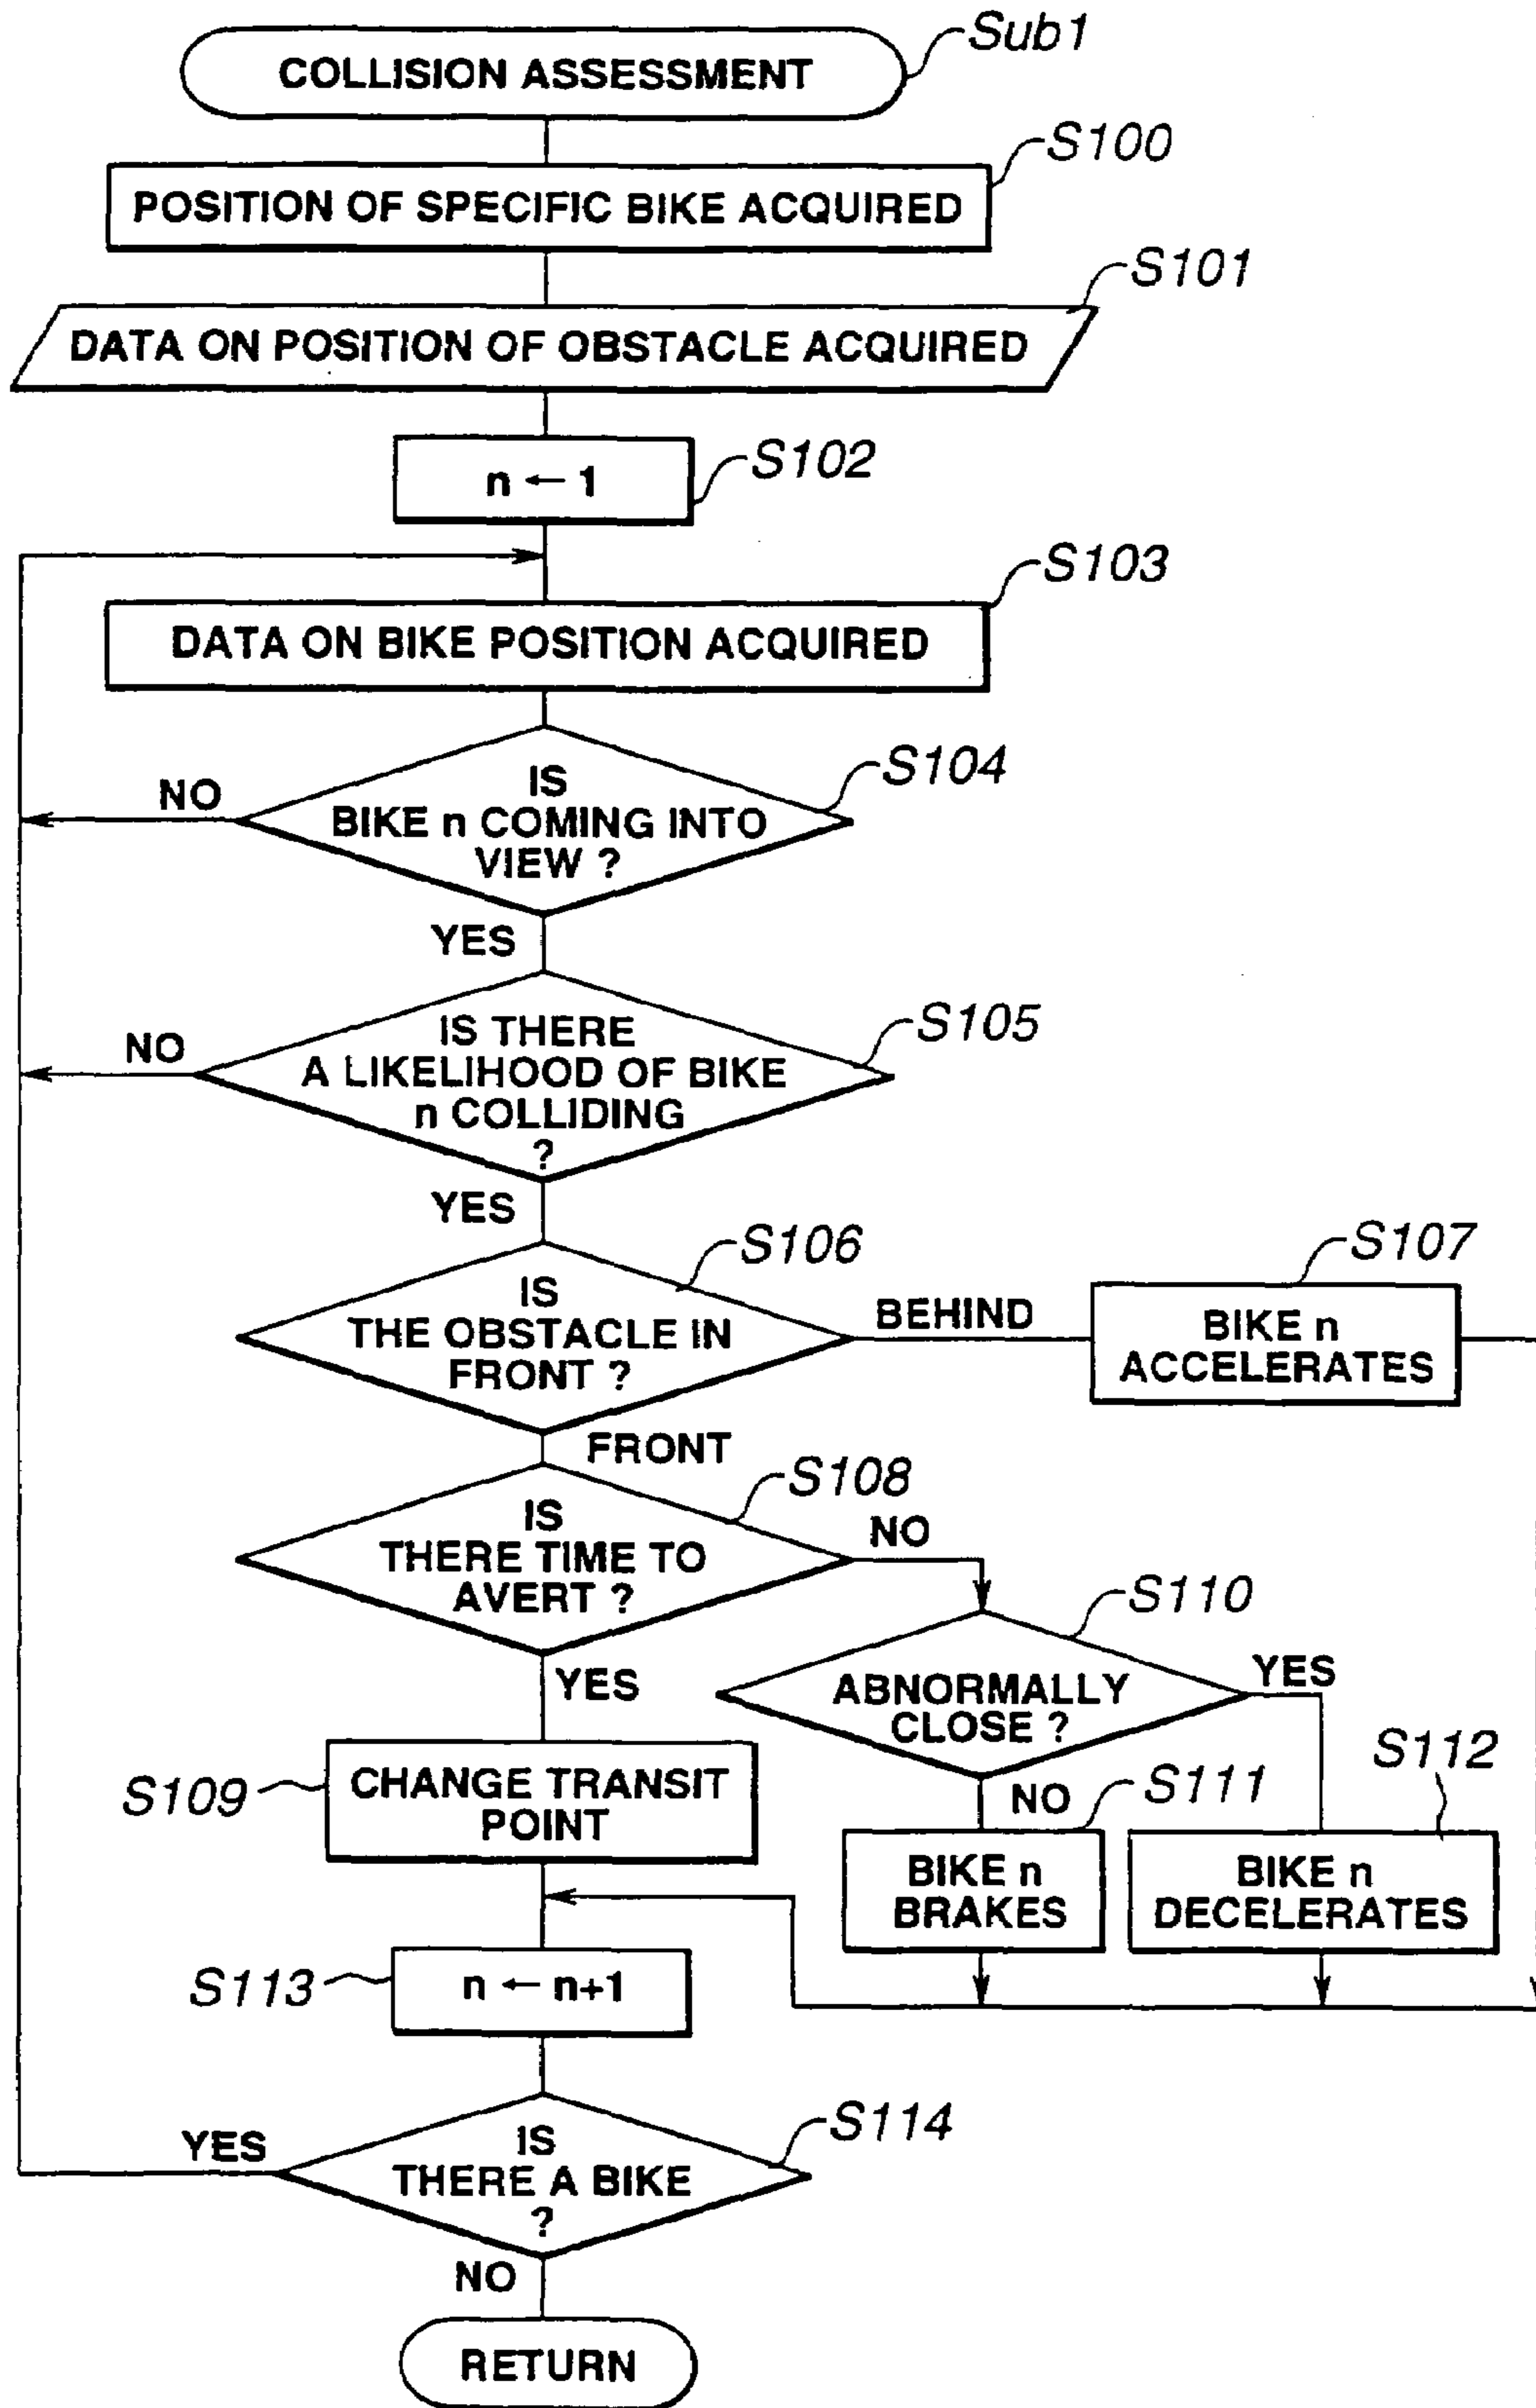 Sub1
COLLISION ASSESSMENT
S100
POSITION OF SPECIFIC BIKE ACQUIRED
S101
DATA ON POSITION OF OBSTACLE ACQUIRED
S102
n ← 1
S103
DATA ON BIKE POSITION ACQUIRED
S104
NO
IS
BIKE n COMING INTO
VIEW ?
YES
S105
NO
IS THERE
A LIKELIHOOD OF BIKE
n COLLIDING
?
YES
S106
IS
THE OBSTACLE IN
FRONT ?
BEHIND
S107
BIKE n
ACCELERATES
FRONT
S108
IS
THERE TIME TO
AVERT ?
NO
YES
S110
ABNORMALLY
CLOSE ?
YES
NO
S109
CHANGE TRANSIT
POINT
S111
BIKE n
BRAKES
S112
BIKE n
DECELERATES
S113
n ← n+1
S114
YES
IS
THERE A BIKE
?
NO
RETURN